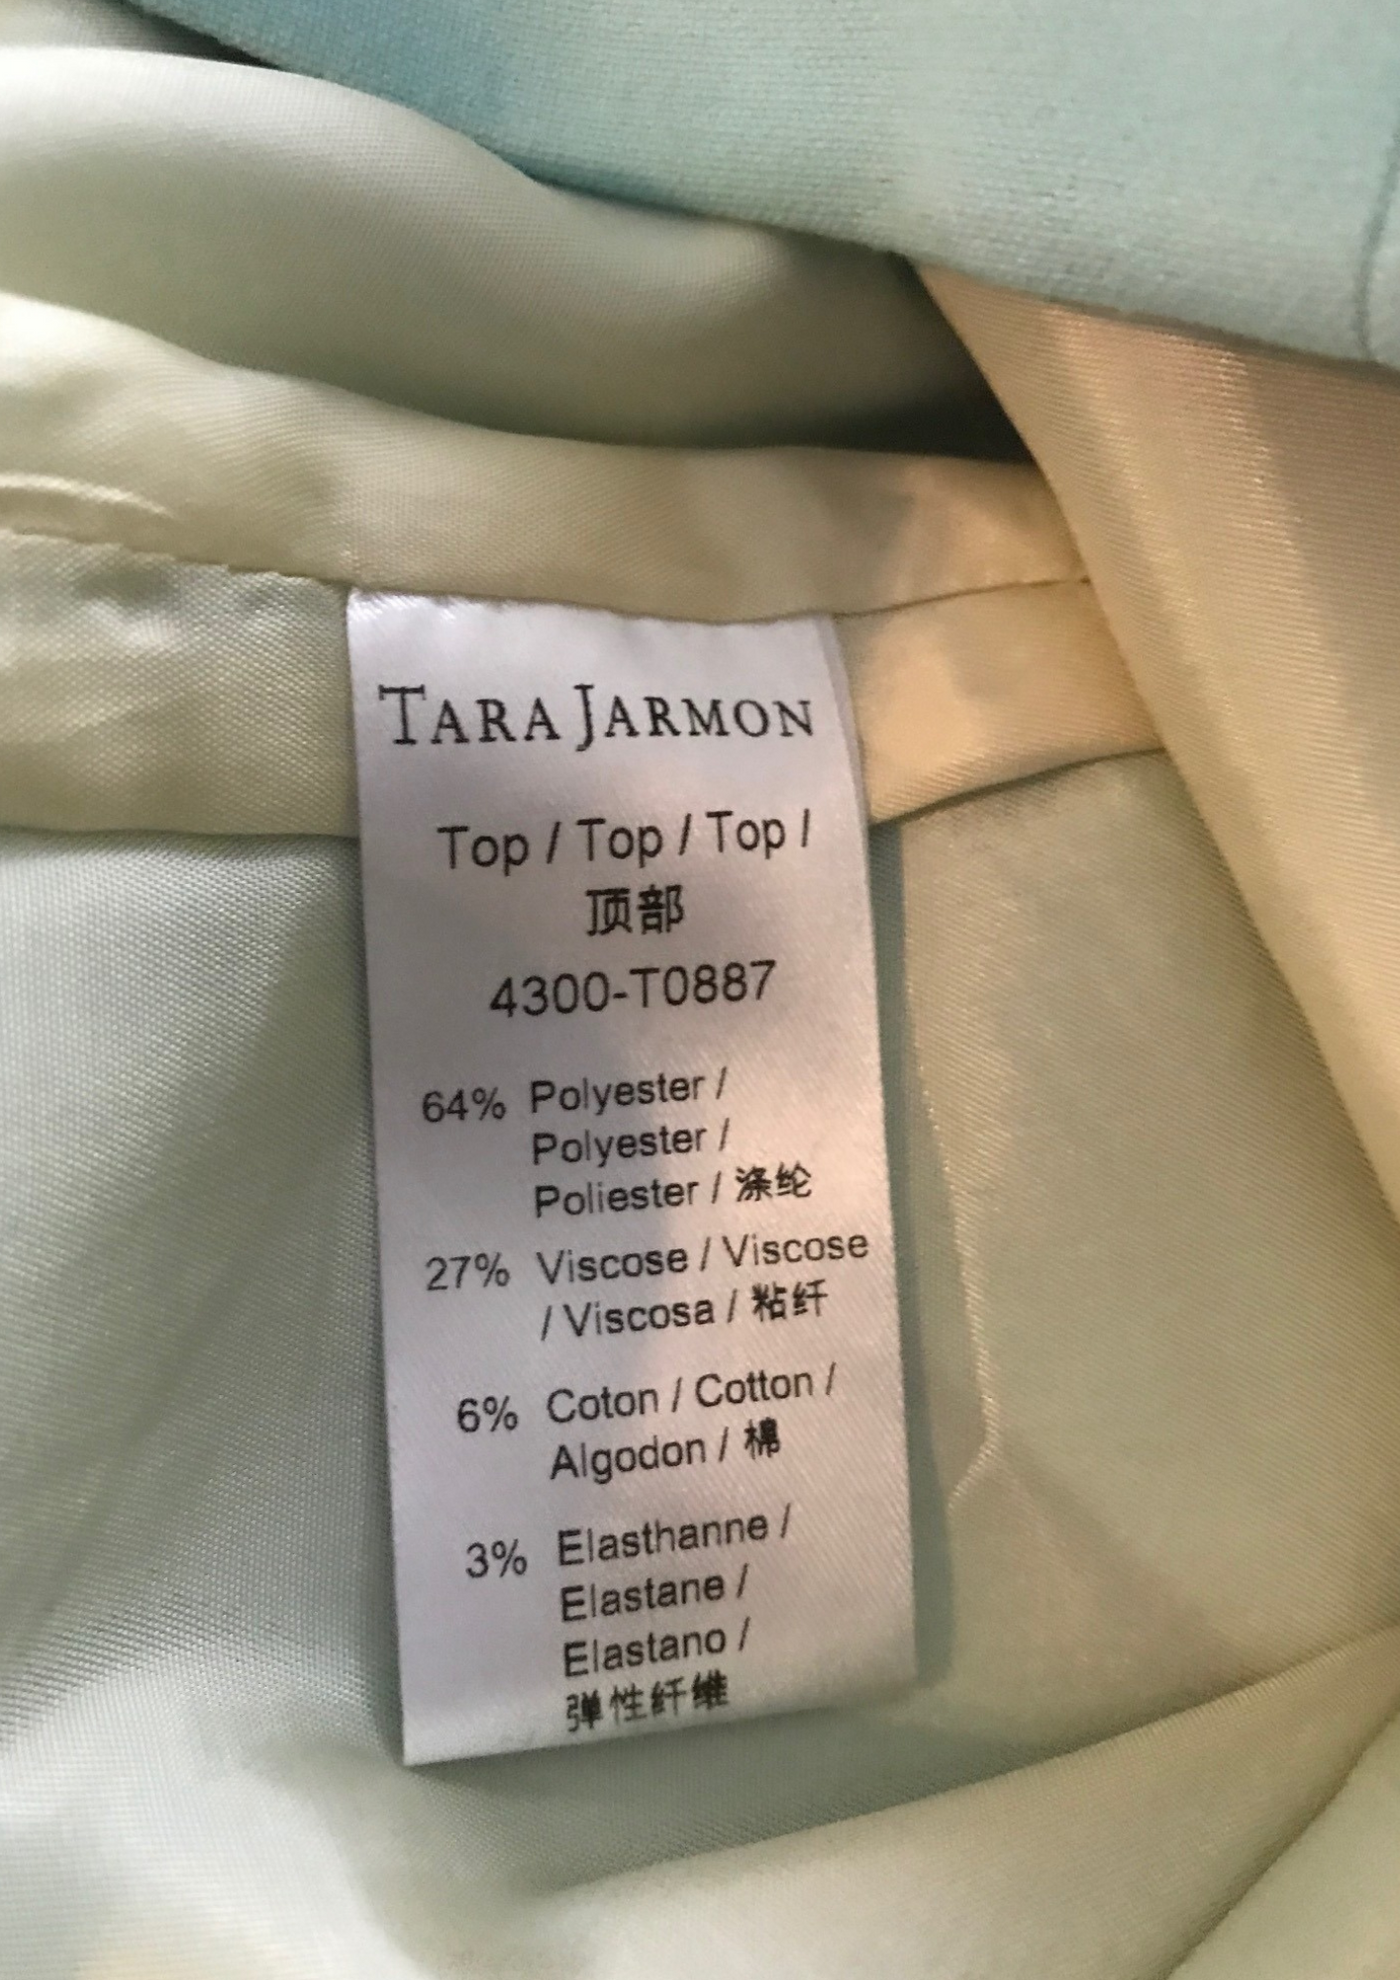 TARA JARMON
Top / Top / Top /
顶部
4300-T0887
64% Polyester /
Polyester /
Poliester / 涤纶
27% Viscose / Viscose
/ Viscosa / 粘纤
6% Coton / Cotton /
Algodon / 棉
3% Elasthanne /
Elastane /
Elastano /
弹性纤维